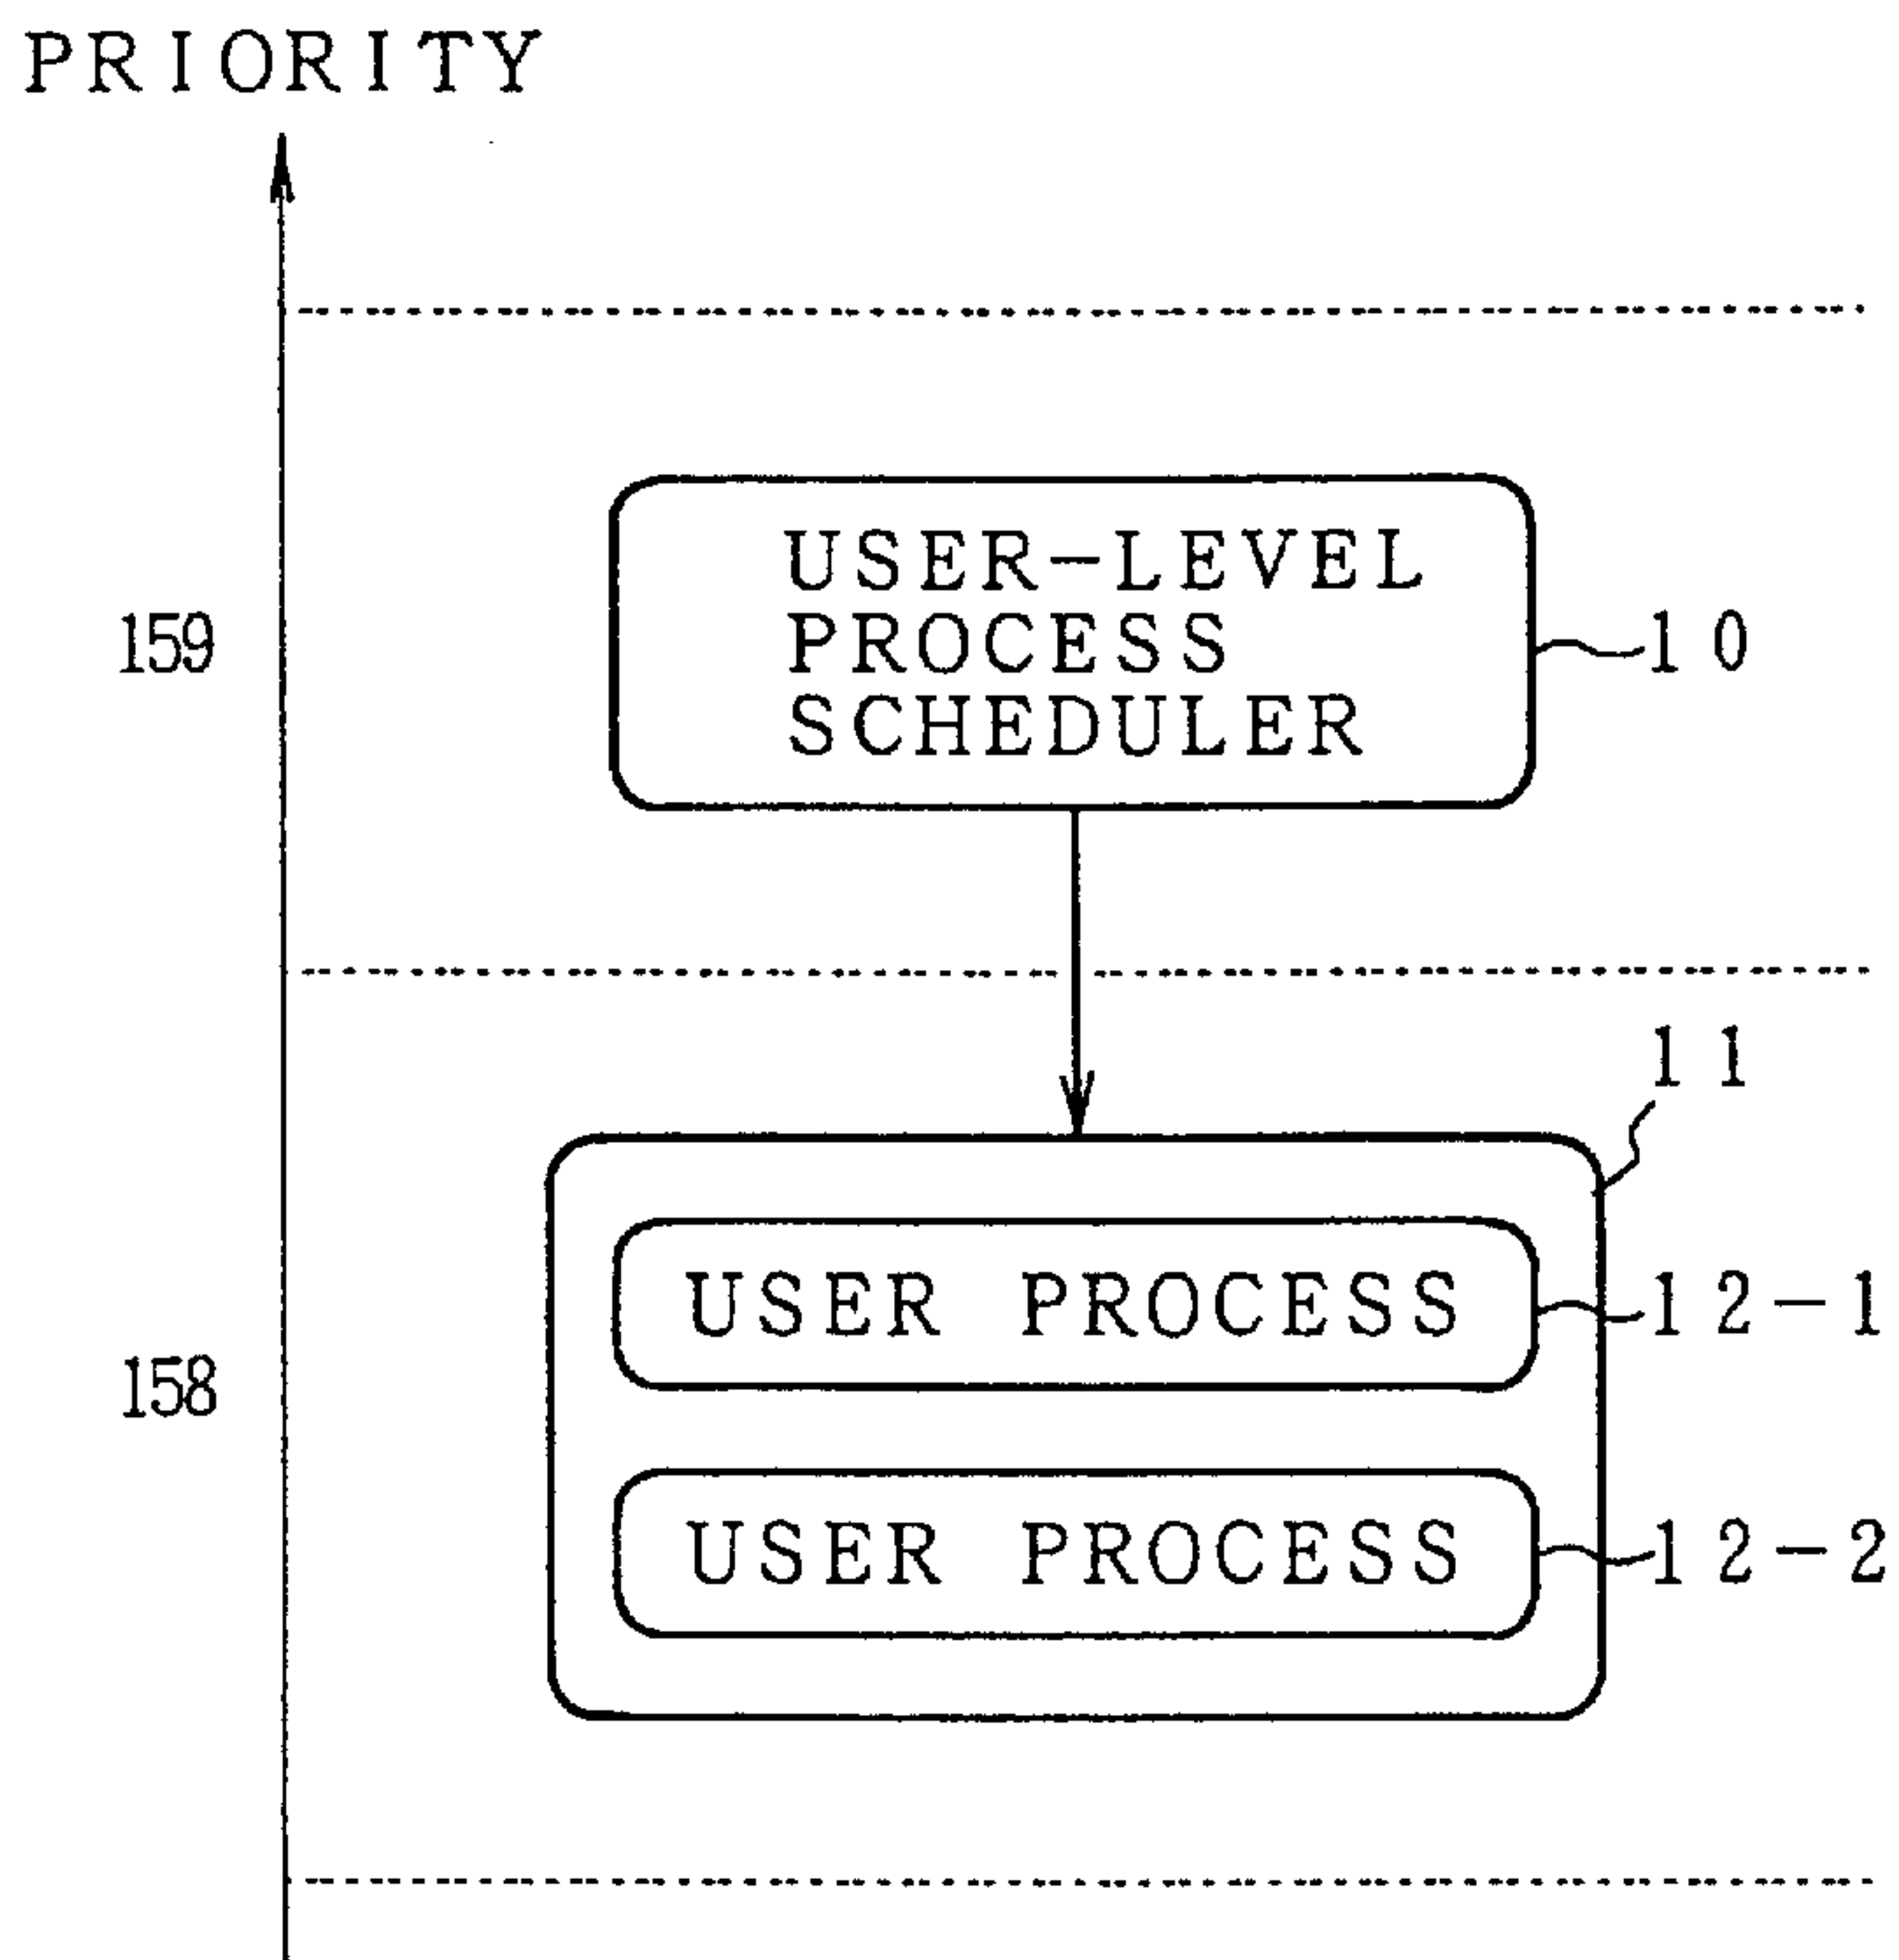 PRIORITY
USER-LEVEL
PROCESS
SCHEDULER
159
10
11
USER PROCESS
12-1
158
USER PROCESS
12-2